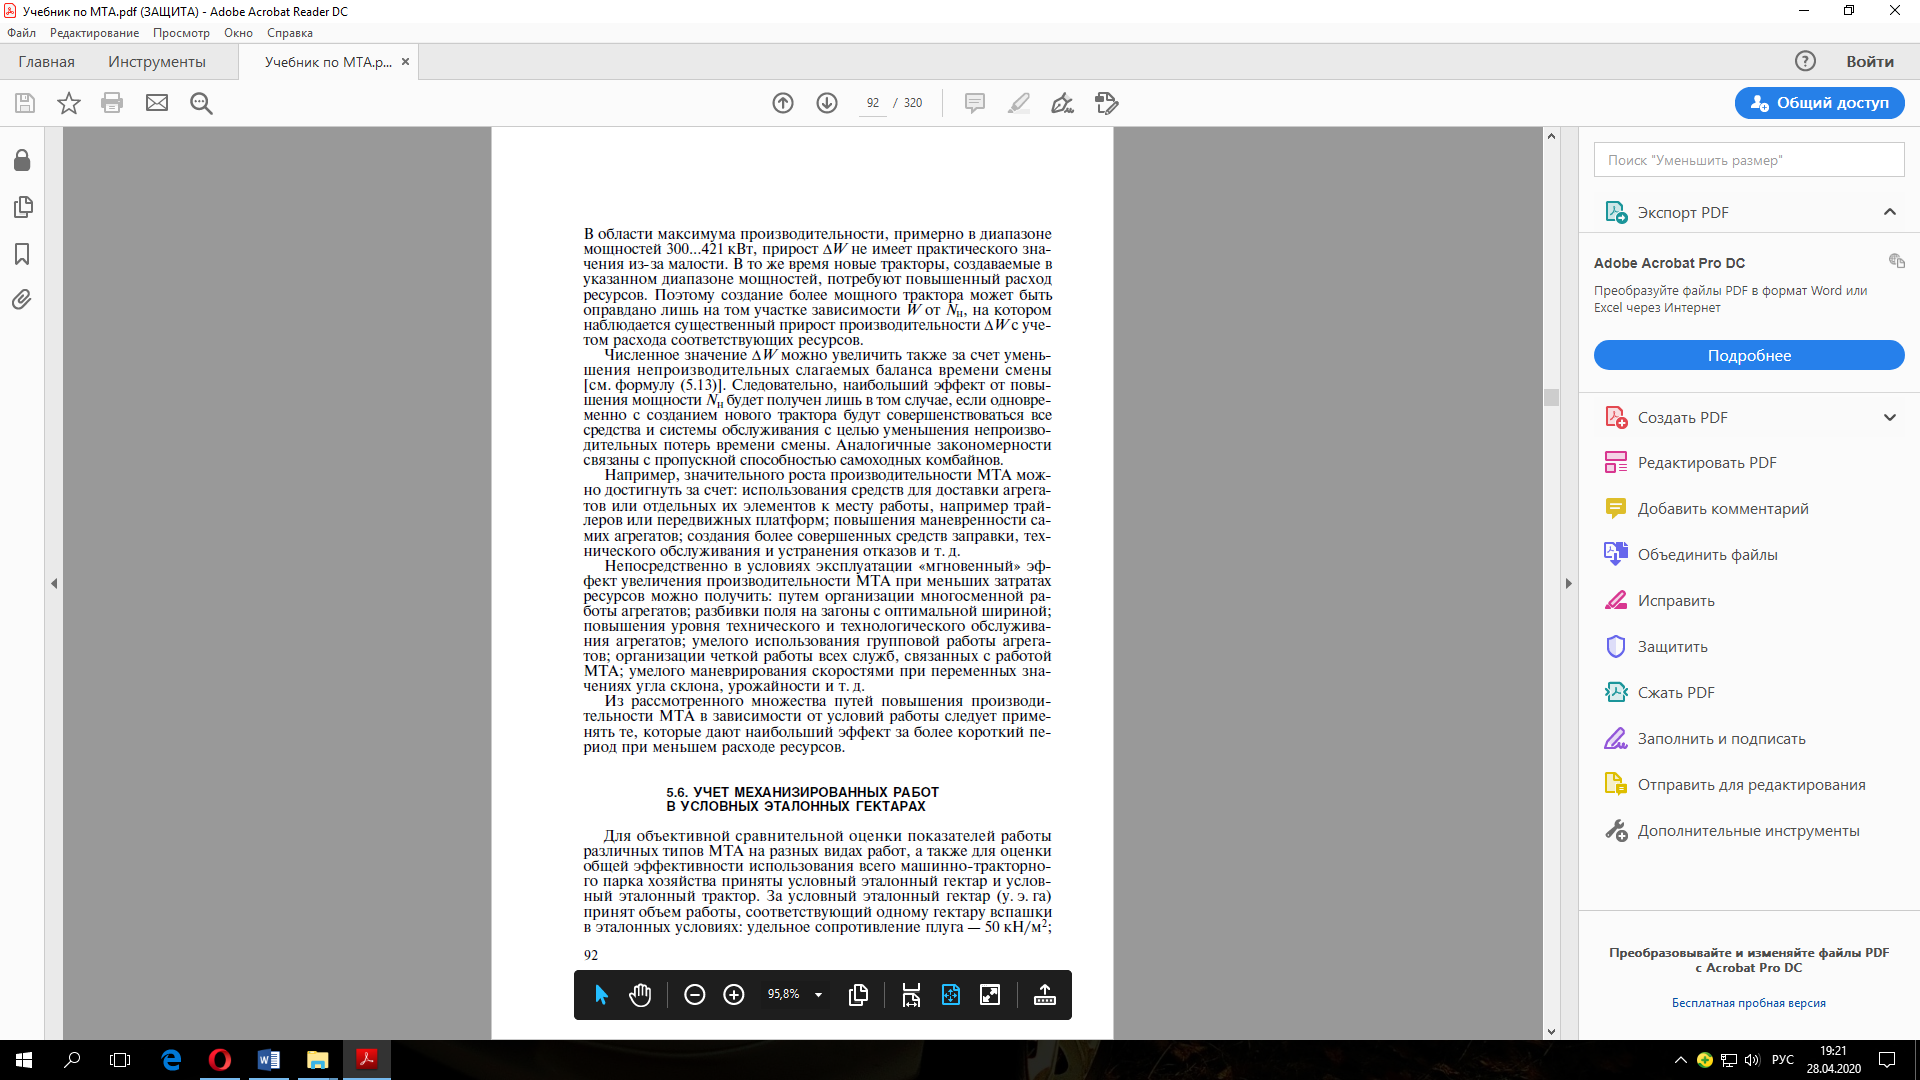 Учебник по МТА.pdf (ЗАЩИТА) - Adobe Acrobat Reader DC
Файл Редактирование Просмотр Окно Справка
Главная Инструменты Учебник по МТА.p... × ? Войти
92 / 320 Общий доступ
В области максимума производительности, примерно в диапазоне
мощностей 300...421 кВт, прирост ΔW не имеет практического зна-
чения из-за малости. В то же время новые тракторы, создаваемые в
указанном диапазоне мощностей, потребуют повышенный расход
ресурсов. Поэтому создание более мощного трактора может быть
оправдано лишь на том участке зависимости W от Nн, на котором
наблюдается существенный прирост производительности ΔW с уче-
том расхода соответствующих ресурсов.
Численное значение ΔW можно увеличить также за счет умень-
шения непроизводительных слагаемых баланса времени смены
[см. формулу (5.13)]. Следовательно, наибольший эффект от повы-
шения мощности Nн будет получен лишь в том случае, если одновре-
менно с созданием нового трактора будут совершенствоваться все
средства и системы обслуживания с целью уменьшения непроизво-
дительных потерь времени смены. Аналогичные закономерности
связаны с пропускной способностью самоходных комбайнов.
Например, значительного роста производительности МТА мож-
но достигнуть за счет: использования средств для доставки агрега-
тов или отдельных их элементов к месту работы, например трай-
леров или передвижных платформ; повышения маневренности са-
мих агрегатов; создания более совершенных средств заправки, тех-
нического обслуживания и устранения отказов и т. д.
Непосредственно в условиях эксплуатации «мгновенный» эф-
фект увеличения производительности МТА при меньших затратах
ресурсов можно получить: путем организации многосменной ра-
боты агрегатов; разбивки поля на загоны с оптимальной шириной;
повышения уровня технического и технологического обслужива-
ния агрегатов; умелого использования групповой работы агрега-
тов; организации четкой работы всех служб, связанных с работой
МТА; умелого маневрирования скоростями при переменных зна-
чениях угла склона, урожайности и т. д.
Из рассмотренного множества путей повышения производи-
тельности МТА в зависимости от условий работы следует приме-
нять те, которые дают наибольший эффект за более короткий пе-
риод при меньшем расходе ресурсов.
5.6. УЧЕТ МЕХАНИЗИРОВАННЫХ РАБОТ
В УСЛОВНЫХ ЭТАЛОННЫХ ГЕКТАРАХ
Для объективной сравнительной оценки показателей работы
различных типов МТА на разных видах работ, а также для оценки
общей эффективности использования всего машинно-тракторно-
го парка хозяйства приняты условный эталонный гектар и услов-
ный эталонный трактор. За условный эталонный гектар (у. э. га)
принят объем работы, соответствующий одному гектару вспашки
в эталонных условиях: удельное сопротивление плуга — 50 кН/м²;
92
95,8%
Поиск "Уменьшить размер"
Экспорт PDF
Adobe Acrobat Pro DC
Преобразуйте файлы PDF в формат Word или
Excel через Интернет
Подробнее
Создать PDF
Редактировать PDF
Добавить комментарий
Объединить файлы
Исправить
Защитить
Сжать PDF
Заполнить и подписать
Отправить для редактирования
Дополнительные инструменты
Преобразовывайте и изменяйте файлы PDF
с Acrobat Pro DC
Бесплатная пробная версия
РУС
19:21
28.04.2020